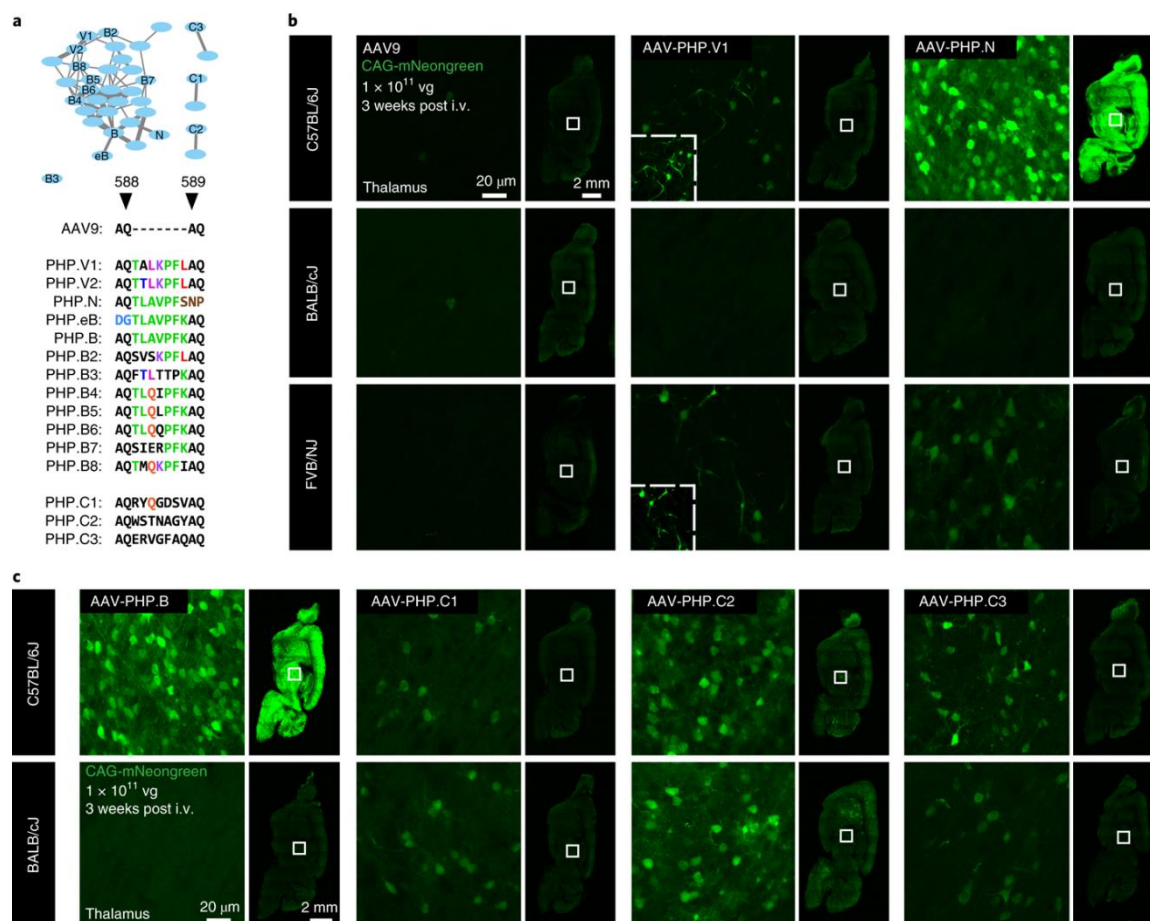 a
V1
B2
C3
V2
B8
B5
B7
C1
B6
B4
B
N
C2
eB
B3
588
589
AAV9: AQ-------AQ
PHP.V1: AQTALKPFLAQ
PHP.V2: AQTTLKPFLAQ
PHP.N: AQTLAVPFSNP
PHP.eB: DGTLAVPFKAQ
PHP.B: AQTLAVPFKAQ
PHP.B2: AQSVSKPFLAQ
PHP.B3: AQFTLTTPKAQ
PHP.B4: AQTLQIPFKAQ
PHP.B5: AQTLQLPFKAQ
PHP.B6: AQTLQQPFKAQ
PHP.B7: AQSIERPFKAQ
PHP.B8: AQTMQKPFIAQ
PHP.C1: AQRYQGDSVAQ
PHP.C2: AQWSTNAGYAQ
PHP.C3: AQERVGFAQAQ
b
C57BL/6J
AAV9
CAG-mNeongreen
1 × 10¹¹ vg
3 weeks post i.v.
Thalamus
20 μm
2 mm
AAV-PHP.V1
AAV-PHP.N
BALB/cJ
FVB/NJ
c
C57BL/6J
AAV-PHP.B
AAV-PHP.C1
AAV-PHP.C2
AAV-PHP.C3
BALB/cJ
CAG-mNeongreen
1 × 10¹¹ vg
3 weeks post i.v.
Thalamus
20 μm
2 mm